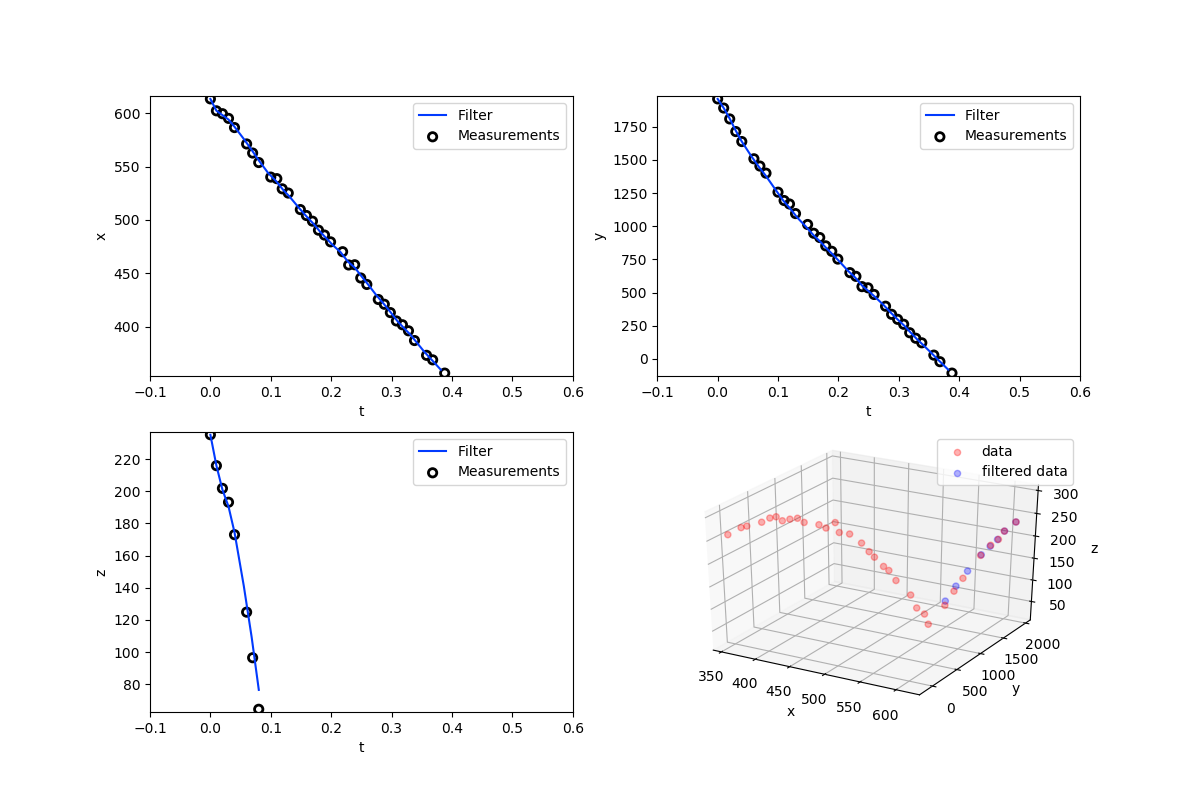 600
550
500
450
400
x
−0.1 0.0 0.1 0.2 0.3 0.4 0.5 0.6
t
Filter
Measurements
1750
1500
1250
1000
750
500
250
0
y
−0.1 0.0 0.1 0.2 0.3 0.4 0.5 0.6
t
Filter
Measurements
220
200
180
160
140
120
100
80
z
−0.1 0.0 0.1 0.2 0.3 0.4 0.5 0.6
t
Filter
Measurements
data
filtered data
300
250
200
150
100
50
z
2000
1500
1000
500
0
y
350 400 450 500 550 600
x